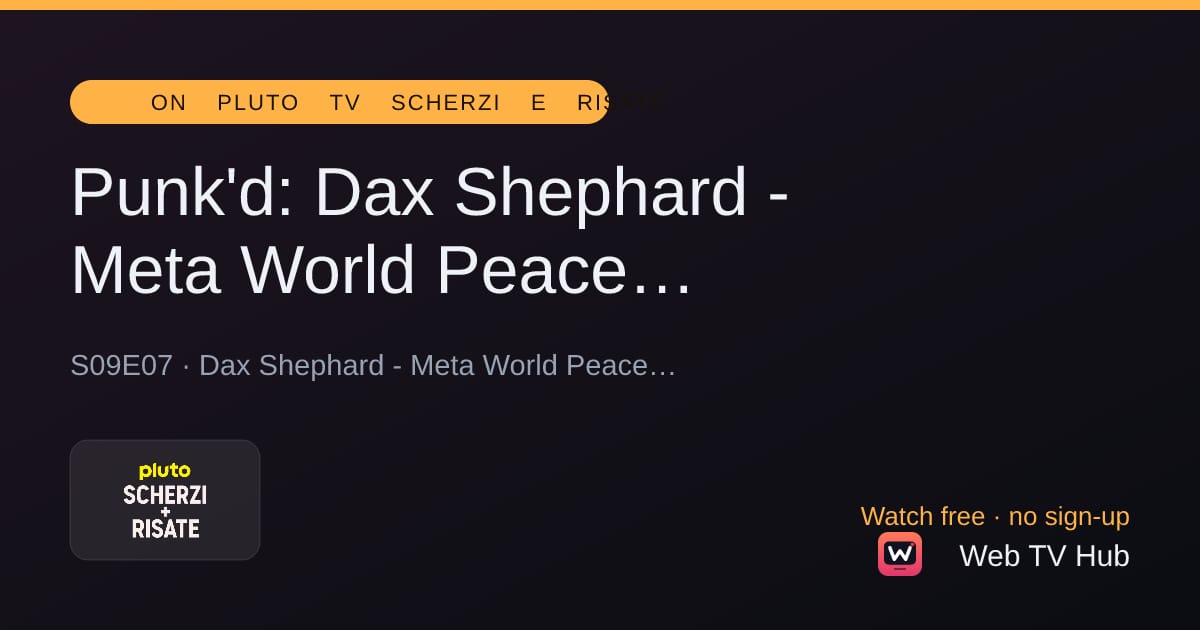 ON PLUTO TV SCHERZI E RISATE
Punk'd: Dax Shephard -
Meta World Peace…
S09E07 · Dax Shephard - Meta World Peace…
pluto
SCHERZI
+
RISATE
Watch free · no sign-up
W
Web TV Hub